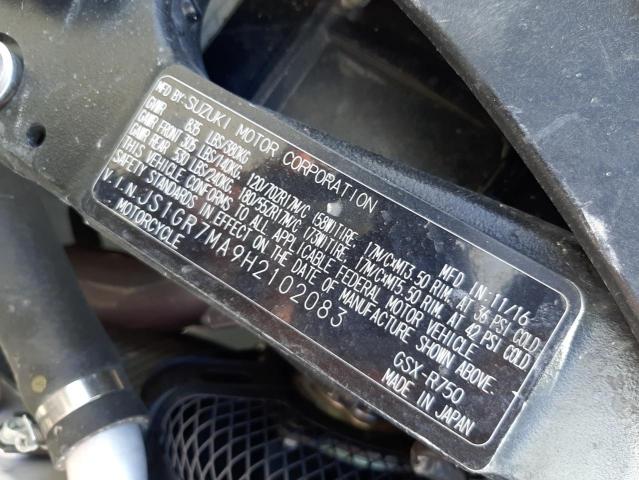 MFD BY: SUZUKI MOTOR CORPORATION MFD IN: 11/16
GVWR 835 LBS/380KG
GAWR FRONT 305 LBS/140KG 120/70ZR17M/C (58W)TIRE 17M/C×MT3.50 RIM. AT 36 PSI COLD
GAWR REAR 530 LBS/240KG 180/55ZR17M/C (73W)TIRE 17M/C×MT5.50 RIM. AT 42 PSI COLD
THIS VEHICLE CONFORMS TO ALL APPLICABLE FEDERAL MOTOR VEHICLE
SAFETY STANDARDS IN EFFECT ON THE DATE OF MANUFACTURE SHOWN ABOVE.
V.I.N. JS1GR7MA9H2102083 GSX-R750
MOTORCYCLE MADE IN JAPAN